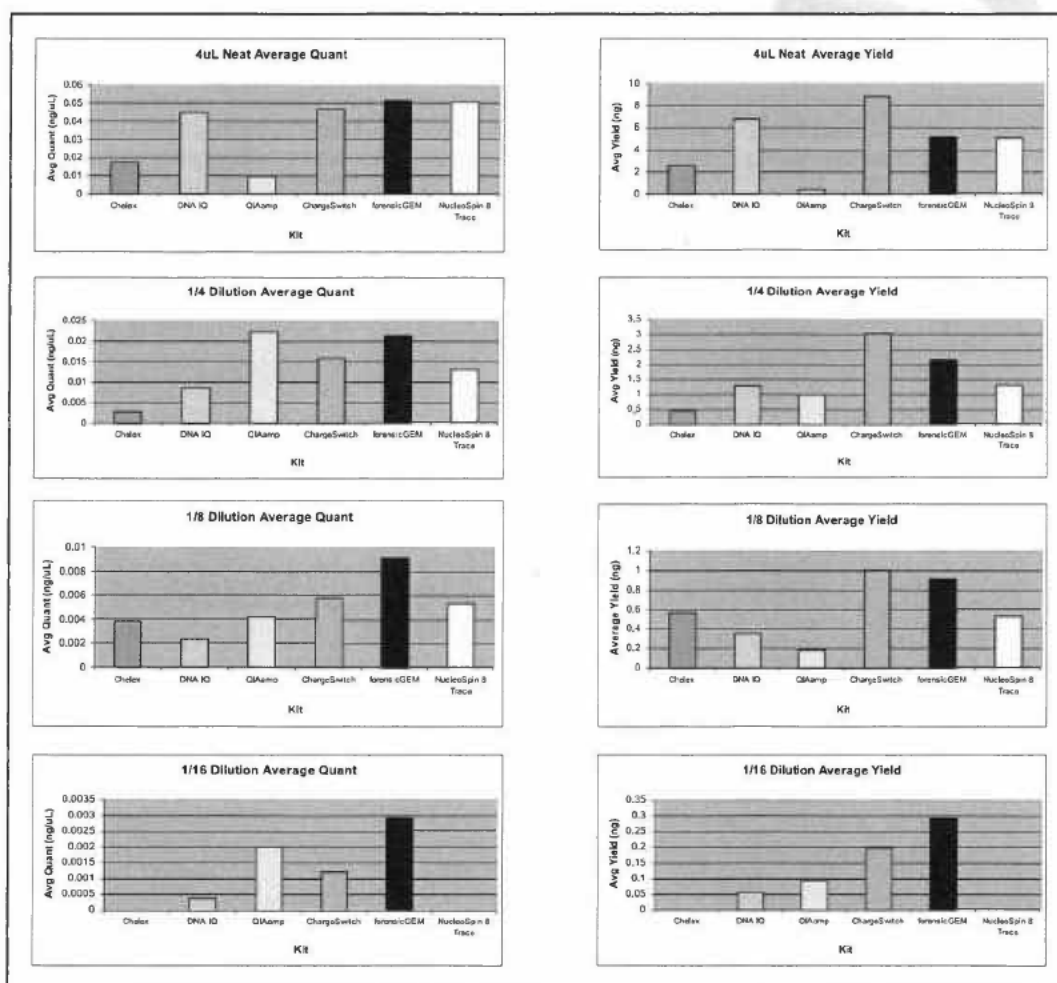 4uL Neat Average Quant
Avg Quant (ng/uL)
0.06
0.05
0.04
0.03
0.02
0.01
0
Chelex DNA IQ QIAamp ChargeSwitch forensicGEM NucleoSpin 8
Trace
Kit
4uL Neat Average Yield
Avg Yield (ng)
10
8
6
4
2
0
Chelex DNA IQ QIAamp ChargeSwitch forensicGEM NucleoSpin 8
Trace
Kit
1/4 Dilution Average Quant
Avg Quant (ng/uL)
0.025
0.02
0.015
0.01
0.005
0
Chelex DNA IQ QIAamp ChargeSwitch forensicGEM NucleoSpin 8
Trace
Kit
1/4 Dilution Average Yield
Avg Yield (ng)
3.5
3
2.5
2
1.5
1
0.5
0
Chelex DNA IQ QIAamp ChargeSwitch forensicGEM NucleoSpin 8
Trace
Kit
1/8 Dilution Average Quant
Avg Quant (ng/uL)
0.01
0.008
0.006
0.004
0.002
0
Chelex DNA IQ QIAamp ChargeSwitch forensicGEM NucleoSpin 8
Trace
Kit
1/8 Dilution Average Yield
Average Yield (ng)
1.2
1
0.8
0.6
0.4
0.2
0
Chelex DNA IQ QIAamp ChargeSwitch forensicGEM NucleoSpin 8
Trace
Kit
1/16 Dilution Average Quant
Avg Quant (ng/uL)
0.0035
0.003
0.0025
0.002
0.0015
0.001
0.0005
0
Chelex DNA IQ QIAamp ChargeSwitch forensicGEM NucleoSpin 8
Trace
Kit
1/16 Dilution Average Yield
Avg Yield (ng)
0.35
0.3
0.25
0.2
0.15
0.1
0.05
0
Chelex DNA IQ QIAamp ChargeSwitch forensicGEM NucleoSpin 8
Trace
Kit